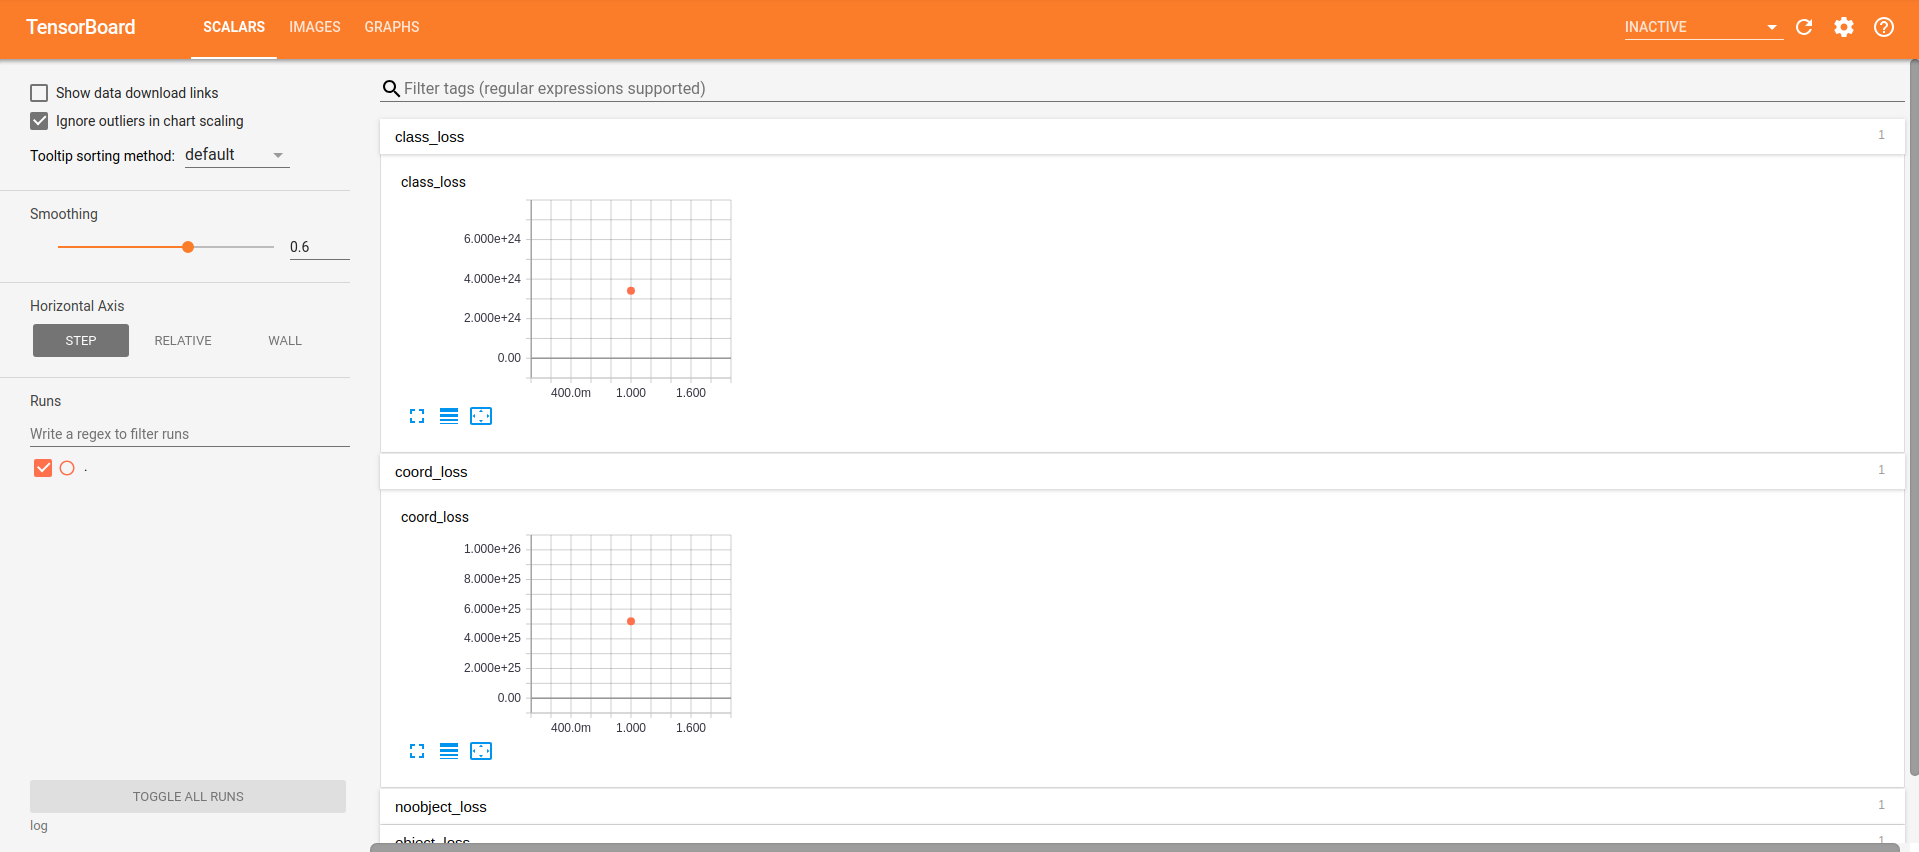 TensorBoard SCALARS IMAGES GRAPHS INACTIVE
Show data download links
Ignore outliers in chart scaling
Tooltip sorting method: default
Smoothing
0.6
Horizontal Axis
STEP RELATIVE WALL
Runs
Write a regex to filter runs
.
TOGGLE ALL RUNS
log
Filter tags (regular expressions supported)
class_loss 1
class_loss
6.000e+24
4.000e+24
2.000e+24
0.00
400.0m 1.000 1.600
coord_loss 1
coord_loss
1.000e+26
8.000e+25
6.000e+25
4.000e+25
2.000e+25
0.00
400.0m 1.000 1.600
noobject_loss 1
object_loss 1